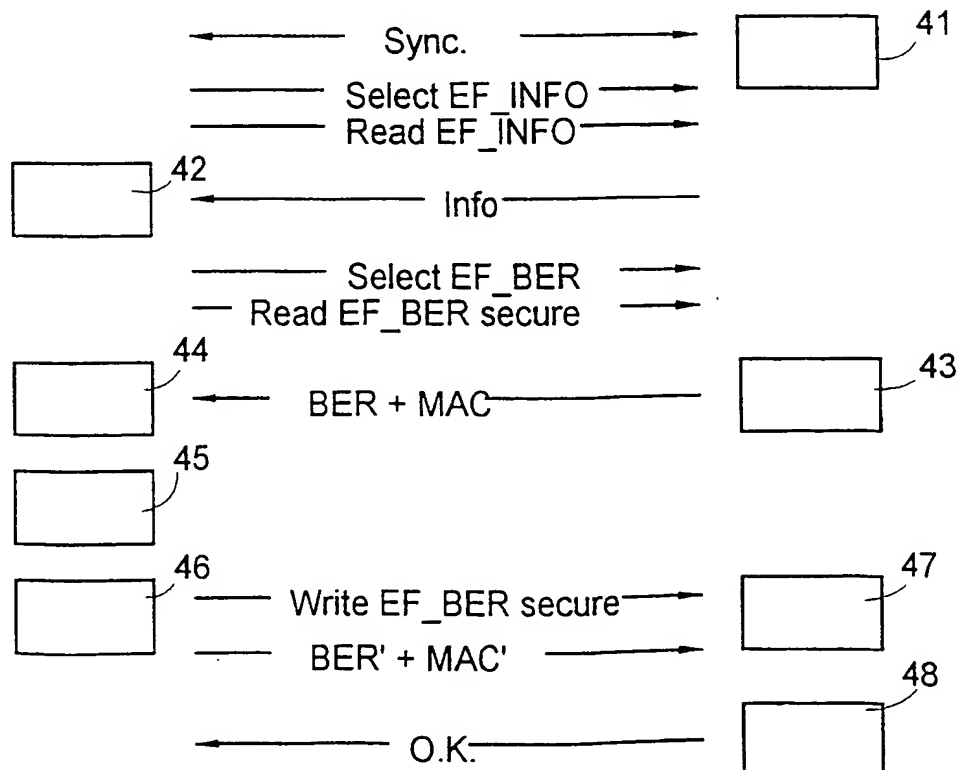 Sync.
41
Select EF_INFO
Read EF_INFO
42
Info
Select EF_BER
Read EF_BER secure
44
43
BER + MAC
45
46
47
Write EF_BER secure
BER' + MAC'
48
O.K.